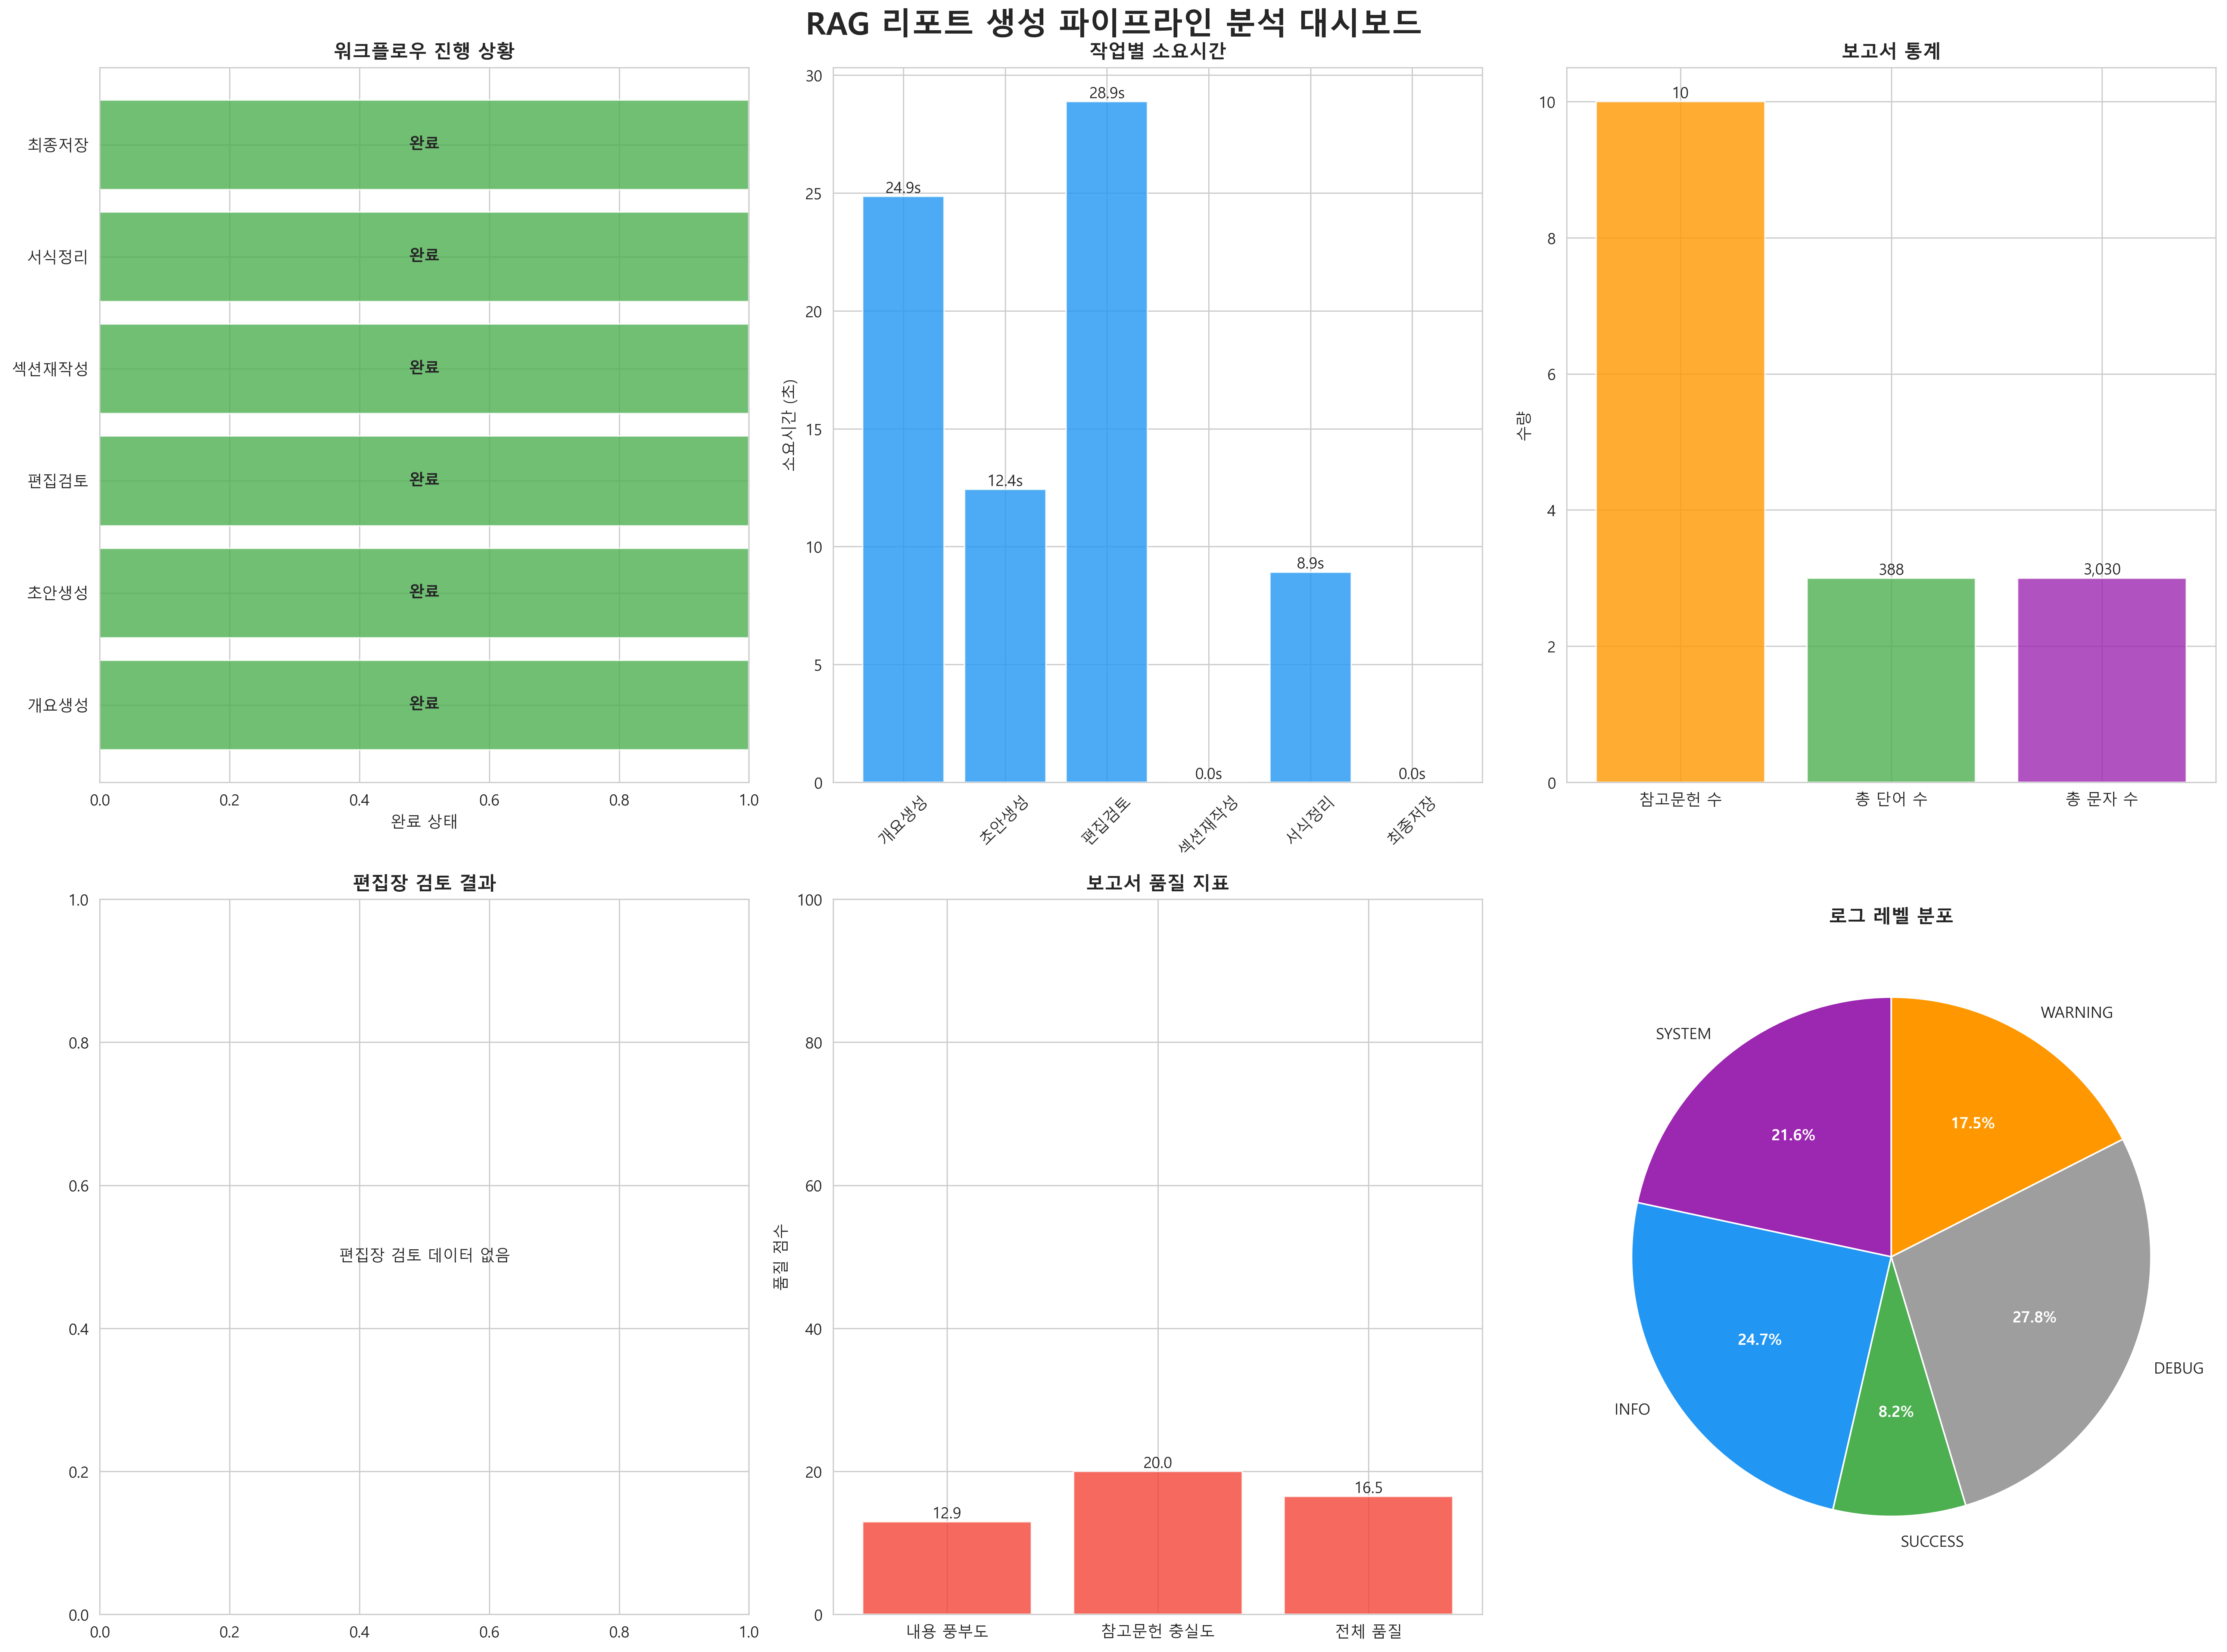 RAG 리포트 생성 파이프라인 분석 대시보드
워크플로우 진행 상황
최종저장
서식정리
섹션재작성
편집검토
초안생성
개요생성
완료
완료
완료
완료
완료
완료
0.0 0.2 0.4 0.6 0.8 1.0
완료 상태
작업별 소요시간
소요시간 (초)
30
25
20
15
10
5
0
24.9s
12.4s
28.9s
0.0s
8.9s
0.0s
개요생성 초안생성 편집검토 섹션재작성 서식정리 최종저장
보고서 통계
수량
10
8
6
4
2
0
10
388
3,030
참고문헌 수 총 단어 수 총 문자 수
편집장 검토 결과
1.0
0.8
0.6
0.4
0.2
0.0
편집장 검토 데이터 없음
0.0 0.2 0.4 0.6 0.8 1.0
보고서 품질 지표
품질 점수
100
80
60
40
20
0
12.9
20.0
16.5
내용 풍부도 참고문헌 충실도 전체 품질
로그 레벨 분포
SYSTEM
21.6%
WARNING
17.5%
INFO
24.7%
DEBUG
27.8%
SUCCESS
8.2%